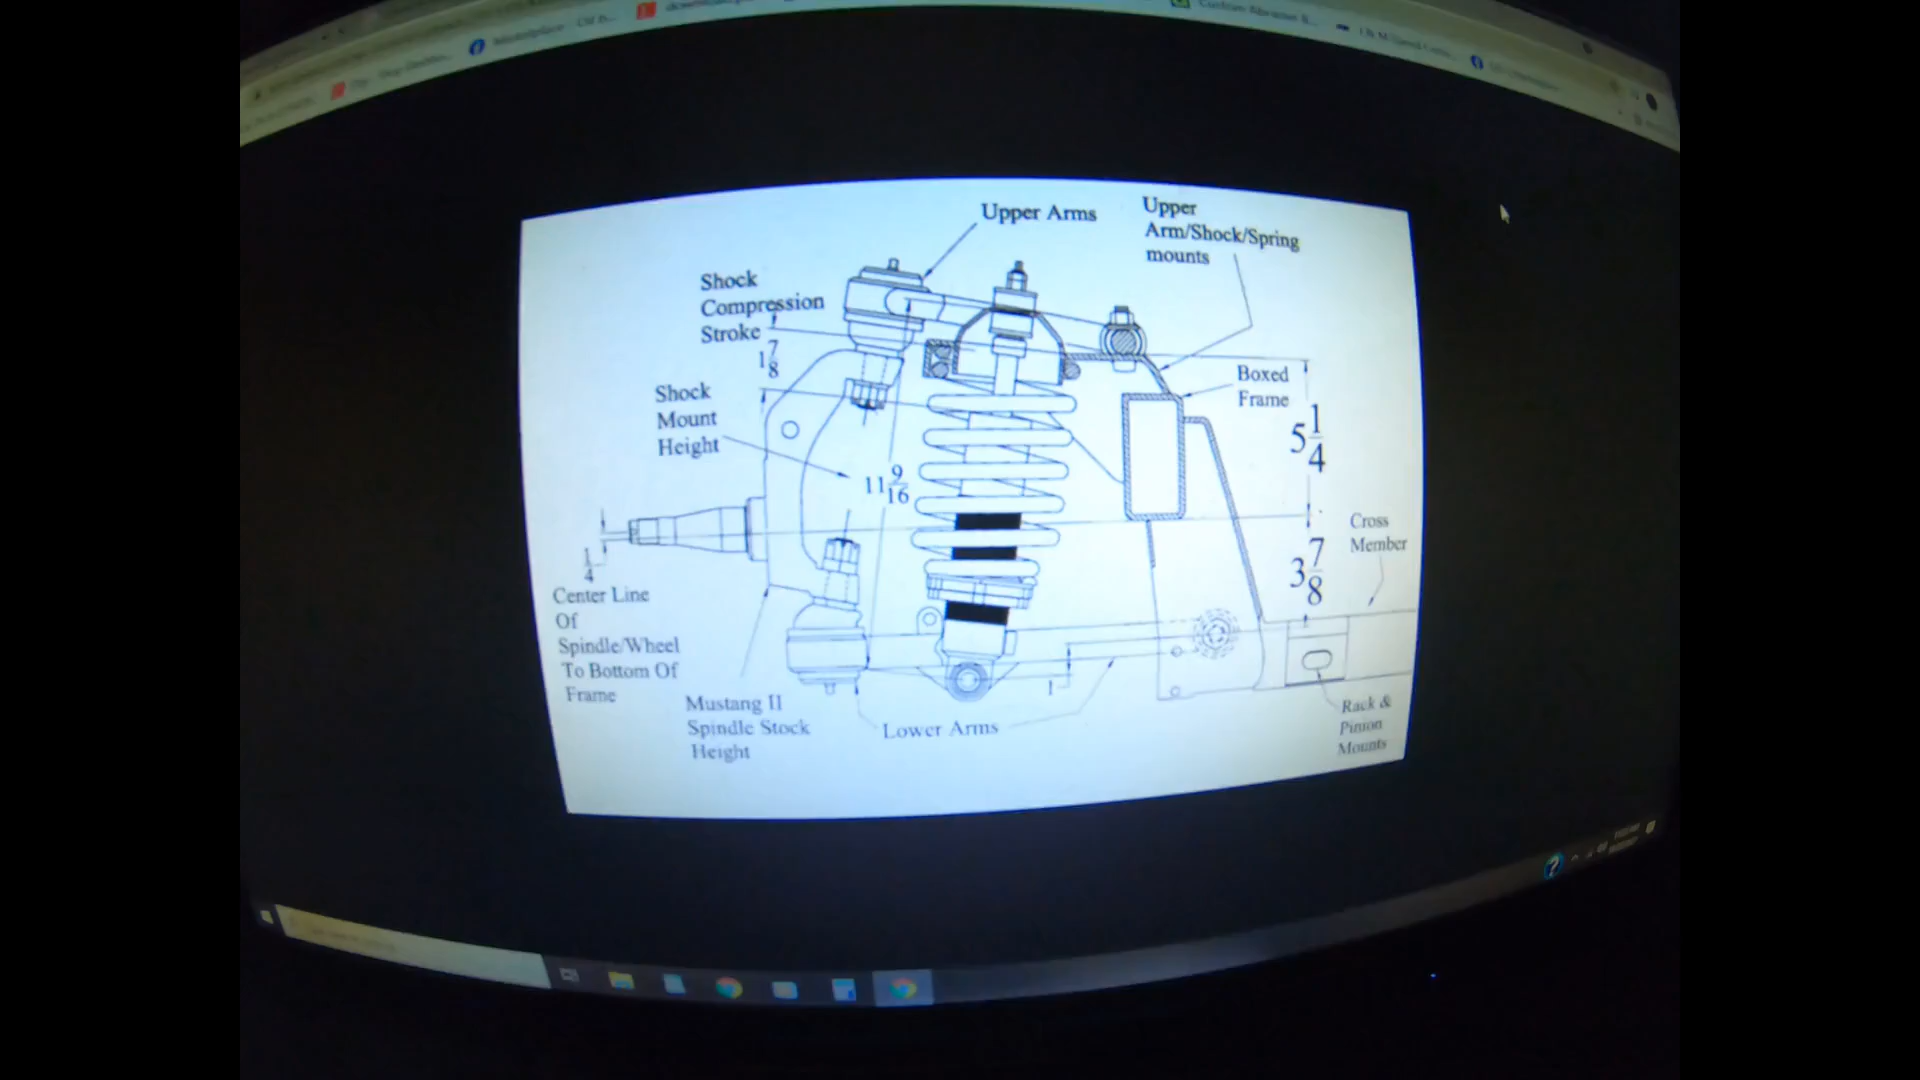 Upper Arms
Upper
Arm/Shock/Spring
mounts
Shock
Compression
Stroke
1 7/8
Shock
Mount
Height
11 9/16
Boxed
Frame
5 1/4
Cross
Member
3 7/8
1/4
Center Line
Of
Spindle/Wheel
To Bottom Of
Frame
Mustang II
Spindle Stock
Height
Lower Arms
1
Rack &
Pinion
Mounts
?